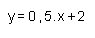 y = 0 , 5 . x + 2